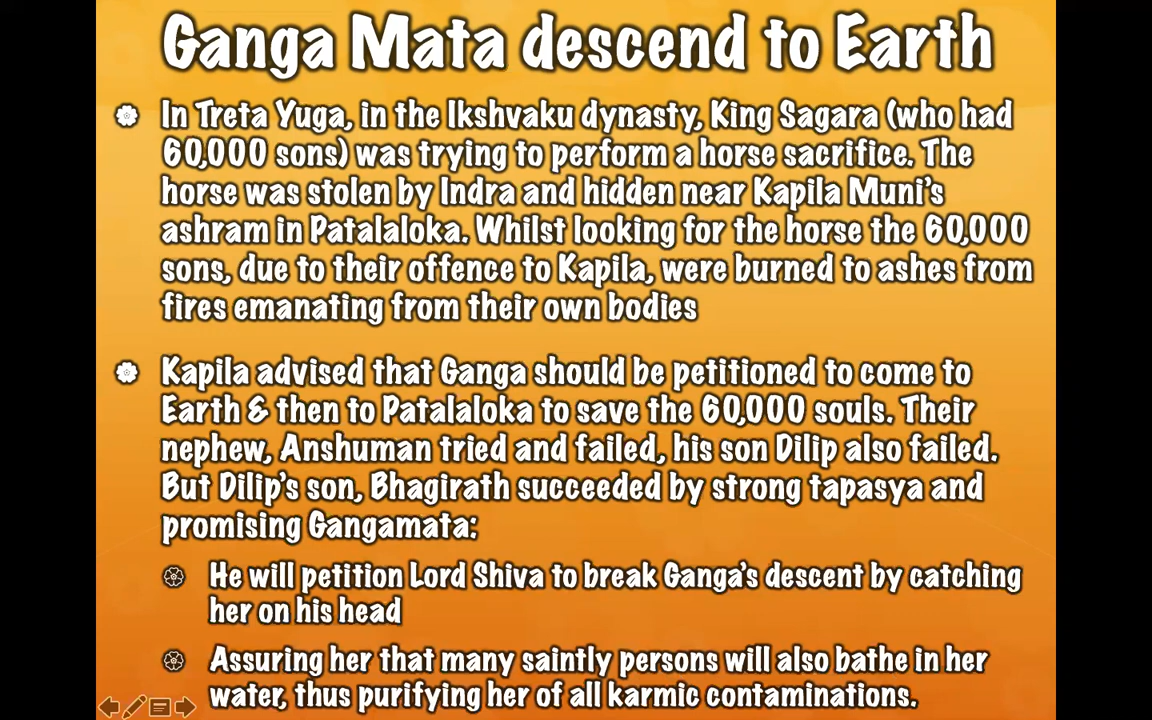 Ganga Mata descend to Earth
In Treta Yuga, in the Ikshvaku dynasty, King Sagara (who had
60,000 sons) was trying to perform a horse sacrifice. The
horse was stolen by Indra and hidden near Kapila Muni's
ashram in Patalaloka. Whilst looking for the horse the 60,000
sons, due to their offence to Kapila, were burned to ashes from
fires emanating from their own bodies
Kapila advised that Ganga should be petitioned to come to
Earth & then to Patalaloka to save the 60,000 souls. Their
nephew, Anshuman tried and failed, his son Dilip also failed.
But Dilip's son, Bhagirath succeeded by strong tapasya and
promising Gangamata:
He will petition Lord Shiva to break Ganga's descent by catching
her on his head
Assuring her that many saintly persons will also bathe in her
water, thus purifying her of all karmic contaminations.